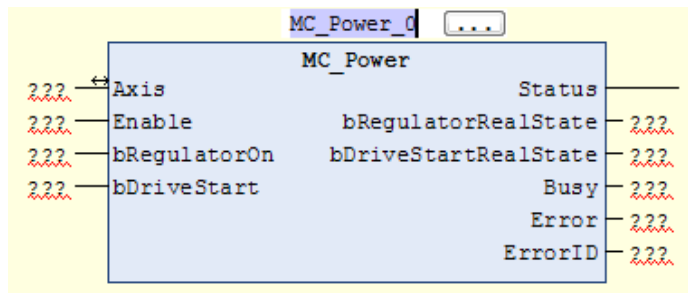 MC_Power_0 ...
MC_Power
??? Axis Status
??? Enable bRegulatorRealState ???
??? bRegulatorOn bDriveStartRealState ???
??? bDriveStart Busy ???
Error ???
ErrorID ???